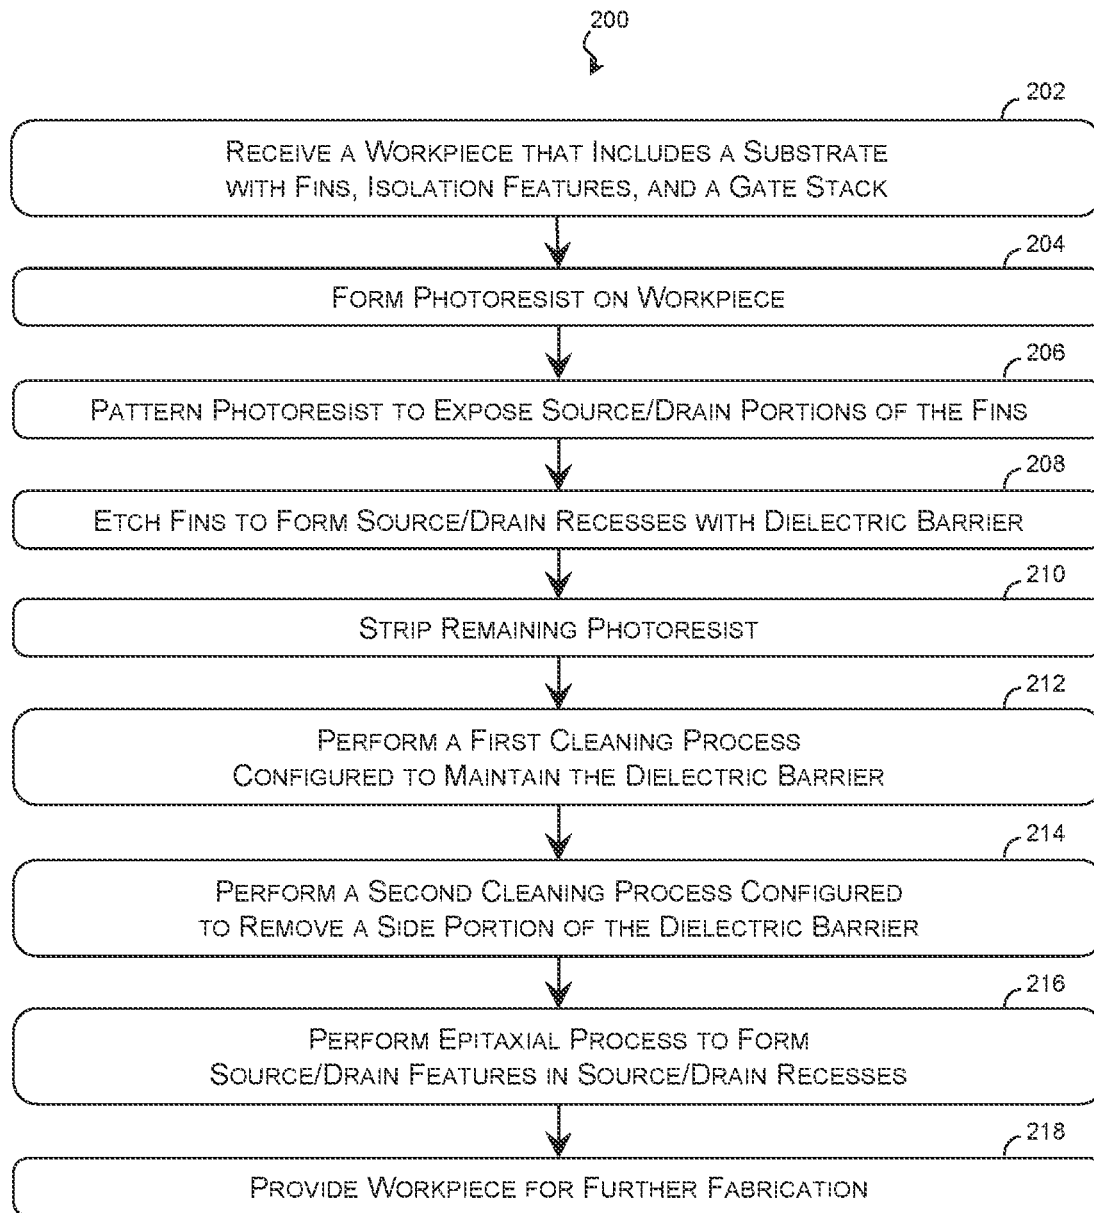 200
202
RECEIVE A WORKPIECE THAT INCLUDES A SUBSTRATE
WITH FINS, ISOLATION FEATURES, AND A GATE STACK
204
FORM PHOTORESIST ON WORKPIECE
206
PATTERN PHOTORESIST TO EXPOSE SOURCE/DRAIN PORTIONS OF THE FINS
208
ETCH FINS TO FORM SOURCE/DRAIN RECESSES WITH DIELECTRIC BARRIER
210
STRIP REMAINING PHOTORESIST
212
PERFORM A FIRST CLEANING PROCESS
CONFIGURED TO MAINTAIN THE DIELECTRIC BARRIER
214
PERFORM A SECOND CLEANING PROCESS CONFIGURED
TO REMOVE A SIDE PORTION OF THE DIELECTRIC BARRIER
216
PERFORM EPITAXIAL PROCESS TO FORM
SOURCE/DRAIN FEATURES IN SOURCE/DRAIN RECESSES
218
PROVIDE WORKPIECE FOR FURTHER FABRICATION